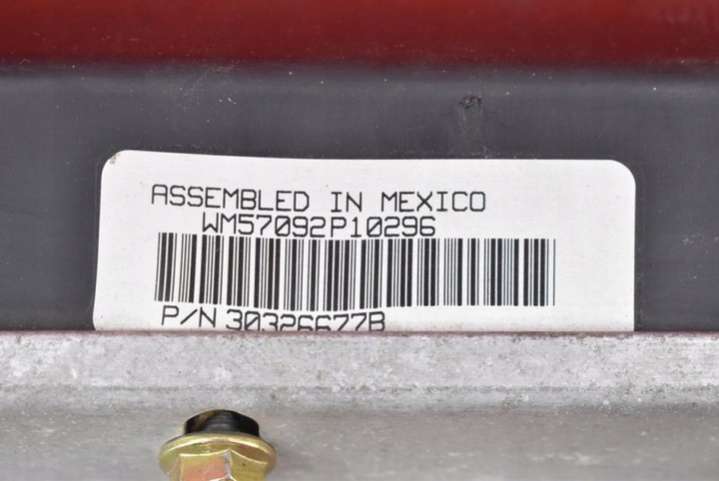 ASSEMBLED IN MEXICO
WM57092P10296
P/N 30326677B